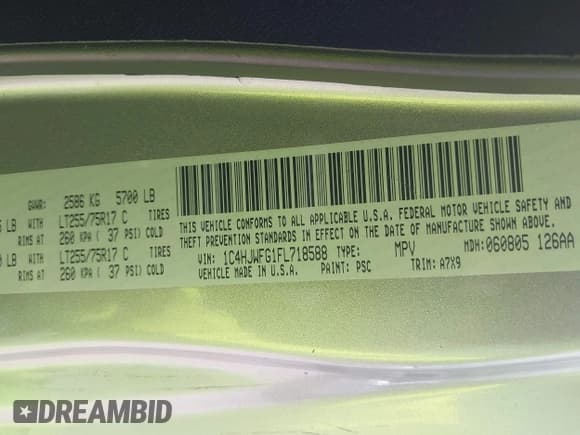 GVWR: 2586 KG 5700 LB
LB WITH LT255/75R17 C TIRES
RIMS AT 260 KPA ( 37 PSI) COLD
LB WITH LT255/75R17 C TIRES
RIMS AT 260 KPA ( 37 PSI) COLD
THIS VEHICLE CONFORMS TO ALL APPLICABLE U.S.A. FEDERAL MOTOR VEHICLE SAFETY AND
THEFT PREVENTION STANDARDS IN EFFECT ON THE DATE OF MANUFACTURE SHOWN ABOVE.
VIN: 1C4HJWFG1FL718588 TYPE: MPV MDH: 060805 126AA
VEHICLE MADE IN U.S.A. PAINT: PSC TRIM: A7X9
DREAMBID